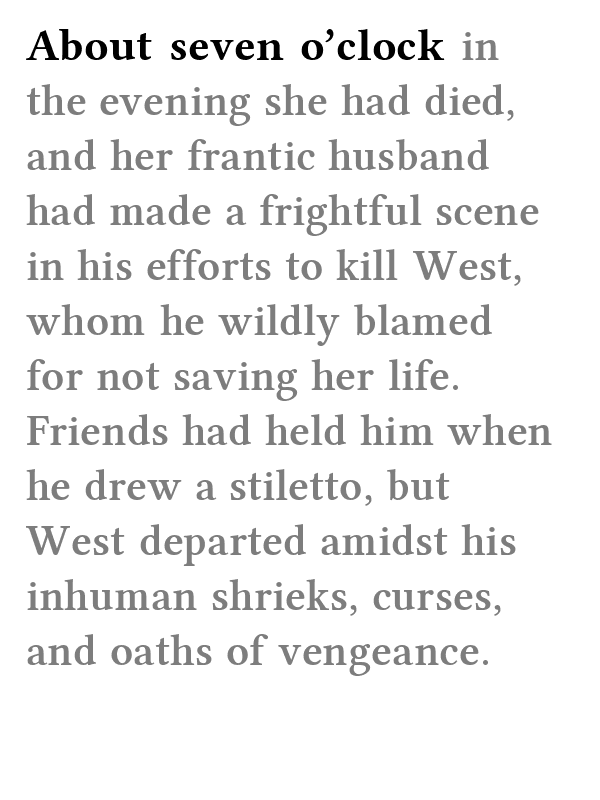 About seven o’clock in
the evening she had died,
and her frantic husband
had made a frightful scene
in his efforts to kill West,
whom he wildly blamed
for not saving her life.
Friends had held him when
he drew a stiletto, but
West departed amidst his
inhuman shrieks, curses,
and oaths of vengeance.